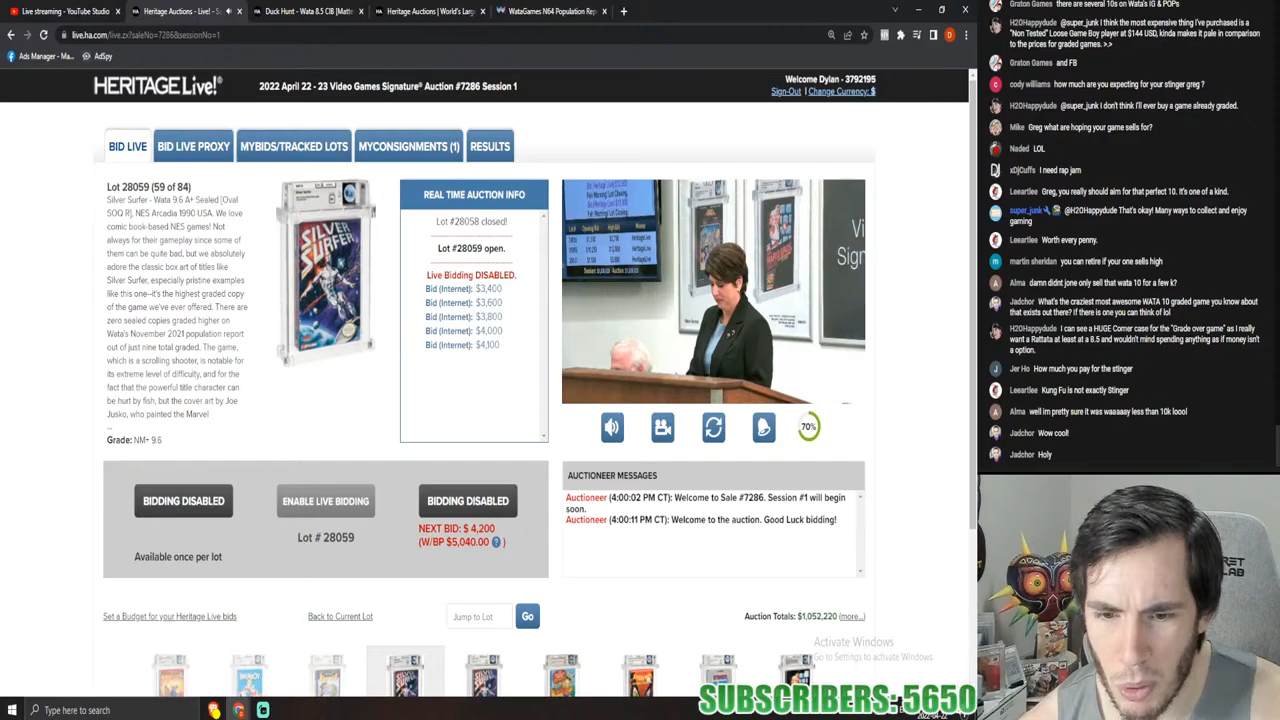 Live streaming - YouTube Studio
Heritage Auctions - Live! - S
Duck Hunt - Wata 8.5 CIB [Matte
Heritage Auctions | World's Larg
WataGames N64 Population Rep
live.ha.com/live.zx?saleNo=7286&sessionNo=1
Ads Manager - Ma...
AdSpy
HERITAGE Live!
2022 April 22 - 23 Video Games Signature® Auction #7286 Session 1
Welcome Dylan - 3792195
Sign-Out | Change Currency: $
BID LIVE
BID LIVE PROXY
MYBIDS/TRACKED LOTS
MYCONSIGNMENTS (1)
RESULTS
Lot 28059 (59 of 84)
Silver Surfer - Wata 9.6 A+ Sealed [Oval
SOQ R], NES Arcadia 1990 USA. We love
comic book-based NES games! Not
always for their gameplay since some of
them can be quite bad, but we absolutely
adore the classic box art of titles like
Silver Surfer, especially pristine examples
like this one--it's the highest graded copy
of the game we've ever offered. There are
zero sealed copies graded higher on
Wata's November 2021 population report
out of just nine total graded. The game,
which is a scrolling shooter, is notable for
its extreme level of difficulty, and for the
fact that the powerful title character can
be hurt by fish, but the cover art by Joe
Jusko, who painted the Marvel
...
Grade: NM+ 9.6
REAL TIME AUCTION INFO
Lot #28058 closed!
Lot #28059 open.
Live Bidding DISABLED.
Bid (Internet): $3,400
Bid (Internet): $3,600
Bid (Internet): $3,800
Bid (Internet): $4,000
Bid (Internet): $4,100
70%
BIDDING DISABLED
Available once per lot
ENABLE LIVE BIDDING
Lot # 28059
BIDDING DISABLED
NEXT BID: $ 4,200
(W/BP $5,040.00 ? )
AUCTIONEER MESSAGES
Auctioneer (4:00:02 PM CT): Welcome to Sale #7286. Session #1 will begin
soon.
Auctioneer (4:00:11 PM CT): Welcome to the auction. Good Luck bidding!
Set a Budget for your Heritage Live bids
Back to Current Lot
Jump to Lot
Go
Auction Totals: $1,052,220 (more...)
Activate Windows
Go to Settings to activate Windows
SUBSCRIBERS: 5650
Type here to search
Graton Games there are several 10s on Wata's IG & POPs
H2OHappydude @super_junk I think the most expensive thing I've purchased is a
"Non Tested" Loose Game Boy player at $144 USD, kinda makes it pale in comparison
to the prices for graded games. >.>
Graton Games and FB
cody williams how much are you expecting for your stinger greg ?
H2OHappydude @super_junk I don't think I'll ever buy a game already graded.
Mike Greg what are hoping your game sells for?
Naded LOL
xDJCuffs I need rap jam
Leeartlee Greg, you really should aim for that perfect 10. It's one of a kind.
super_junk @H2OHappydude That's okay! Many ways to collect and enjoy
gaming
Leeartlee Worth every penny.
martin sheridan you can retire if your one sells high
Alma damn didnt jone only sell that wata 10 for a few k?
Jadchor What's the craziest most awesome WATA 10 graded game you know about
that exists out there? If there is one you can think of lol
H2OHappydude I can see a HUGE Corner case for the "Grade over game" as I really
want a Rattata at least at a 8.5 and wouldn't mind spending anything as if money isn't
a option.
Jer Ho How much you pay for the stinger
Leeartlee Kung Fu is not exactly Stinger
Alma well im pretty sure it was waaaaay less than 10k loool
Jadchor Wow cool!
Jadchor Holy